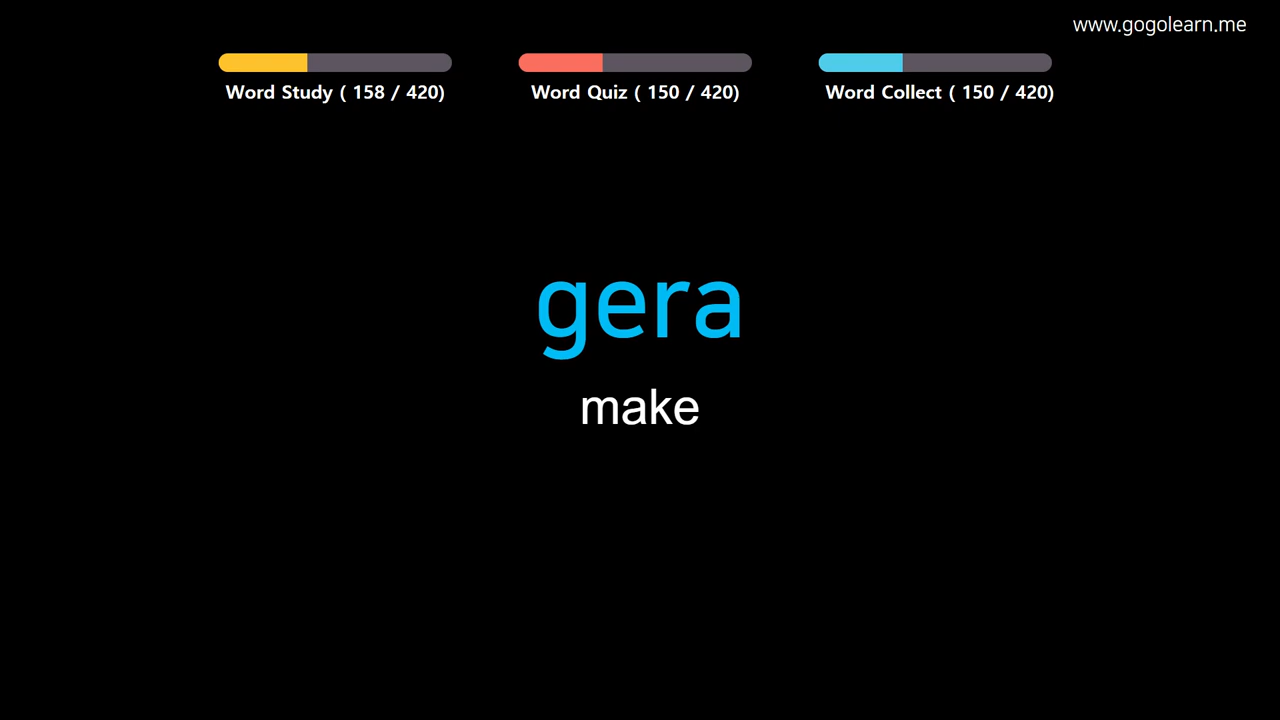 www.gogolearn.me
Word Study ( 158 / 420)
Word Quiz ( 150 / 420)
Word Collect ( 150 / 420)
gera
make